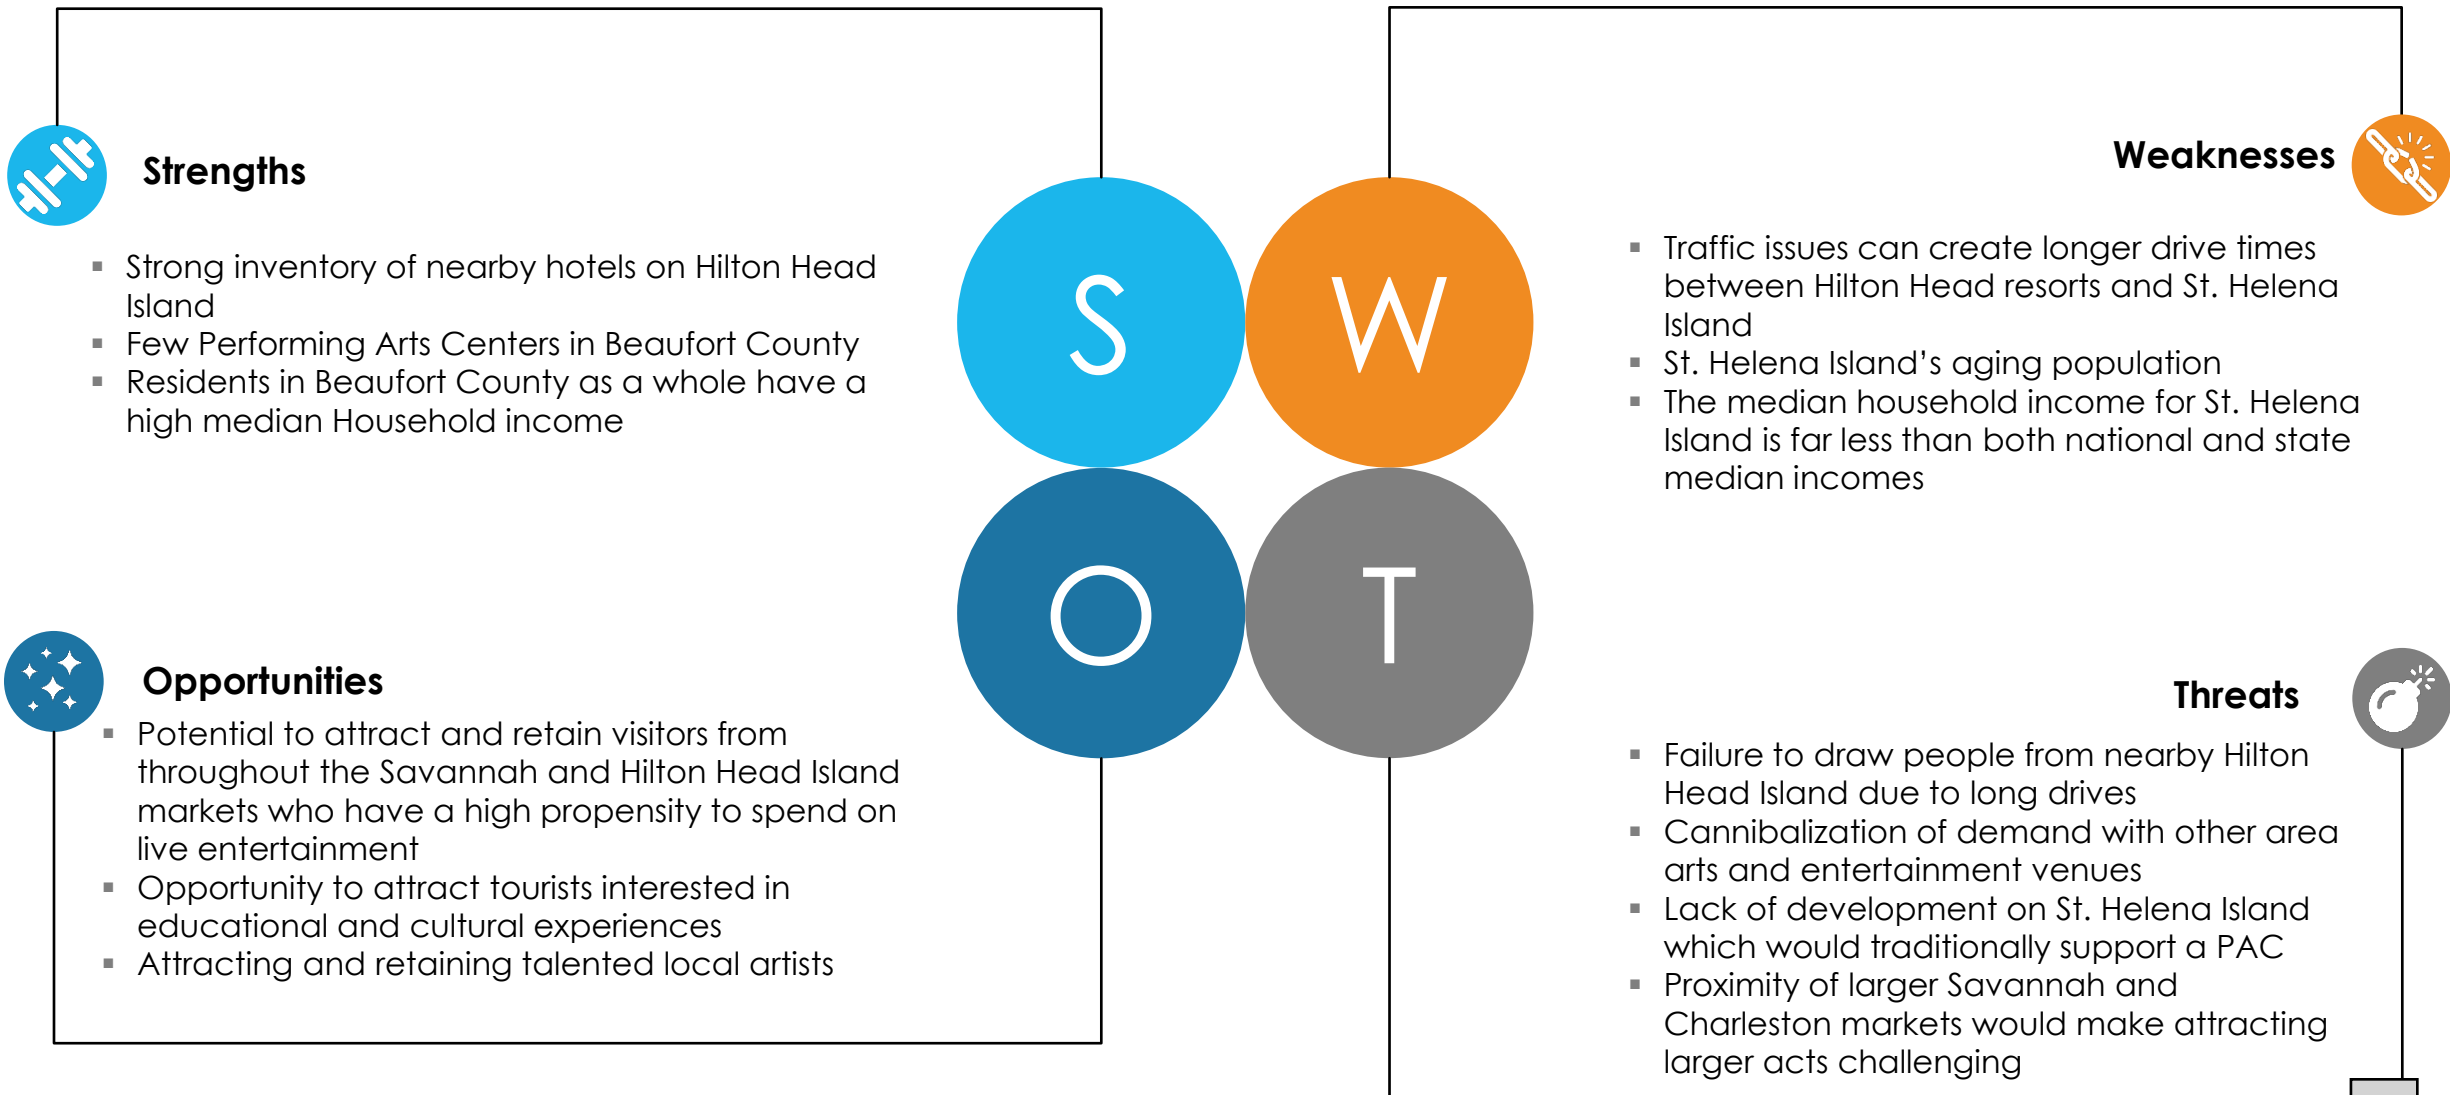 Strengths
▪ Strong inventory of nearby hotels on Hilton Head
Island
▪ Few Performing Arts Centers in Beaufort County
▪ Residents in Beaufort County as a whole have a
high median Household income
S
W
O
T
Weaknesses
▪ Traffic issues can create longer drive times
between Hilton Head resorts and St. Helena
Island
▪ St. Helena Island’s aging population
▪ The median household income for St. Helena
Island is far less than both national and state
median incomes
Opportunities
▪ Potential to attract and retain visitors from
throughout the Savannah and Hilton Head Island
markets who have a high propensity to spend on
live entertainment
▪ Opportunity to attract tourists interested in
educational and cultural experiences
▪ Attracting and retaining talented local artists
Threats
▪ Failure to draw people from nearby Hilton
Head Island due to long drives
▪ Cannibalization of demand with other area
arts and entertainment venues
▪ Lack of development on St. Helena Island
which would traditionally support a PAC
▪ Proximity of larger Savannah and
Charleston markets would make attracting
larger acts challenging